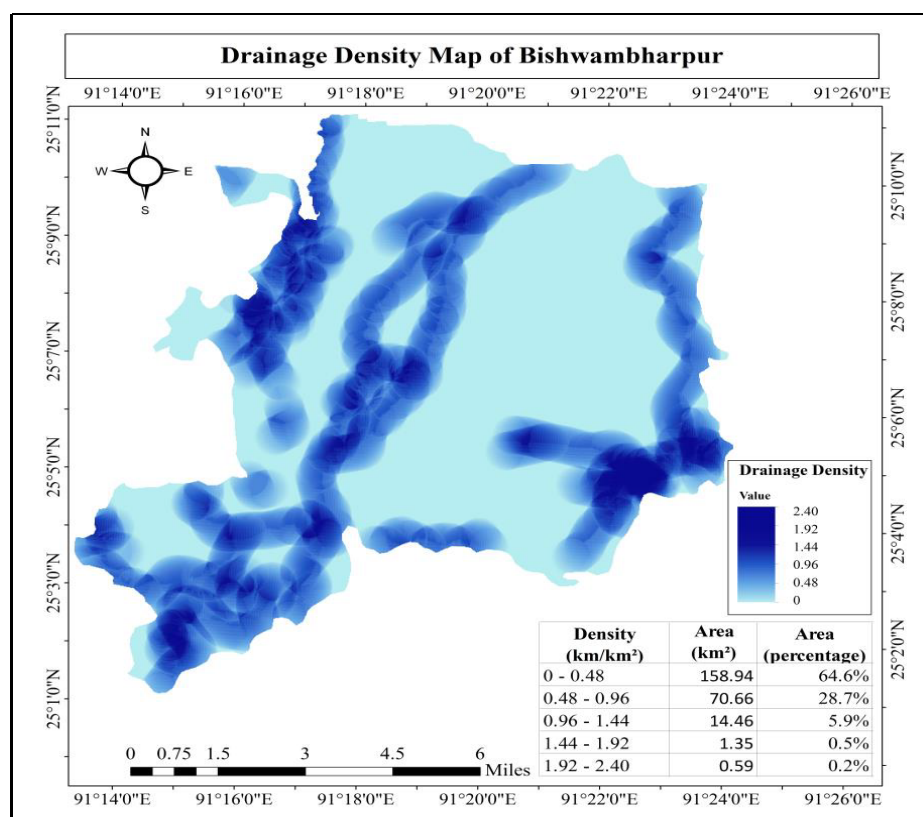 Drainage Density Map of Bishwambharpur
91°14'0"E 91°16'0"E 91°18'0"E 91°20'0"E 91°22'0"E 91°24'0"E 91°26'0"E
N
W E
S
25°11'0"N
25°9'0"N
25°7'0"N
25°5'0"N
25°3'0"N
25°1'0"N
25°10'0"N
25°8'0"N
25°6'0"N
25°4'0"N
25°2'0"N
Drainage Density
Value
2.40
1.92
1.44
0.96
0.48
0
Density (km/km²) Area (km²) Area (percentage)
0 - 0.48 158.94 64.6%
0.48 - 0.96 70.66 28.7%
0.96 - 1.44 14.46 5.9%
1.44 - 1.92 1.35 0.5%
1.92 - 2.40 0.59 0.2%
0 0.75 1.5 3 4.5 6
Miles
91°14'0"E 91°16'0"E 91°18'0"E 91°20'0"E 91°22'0"E 91°24'0"E 91°26'0"E